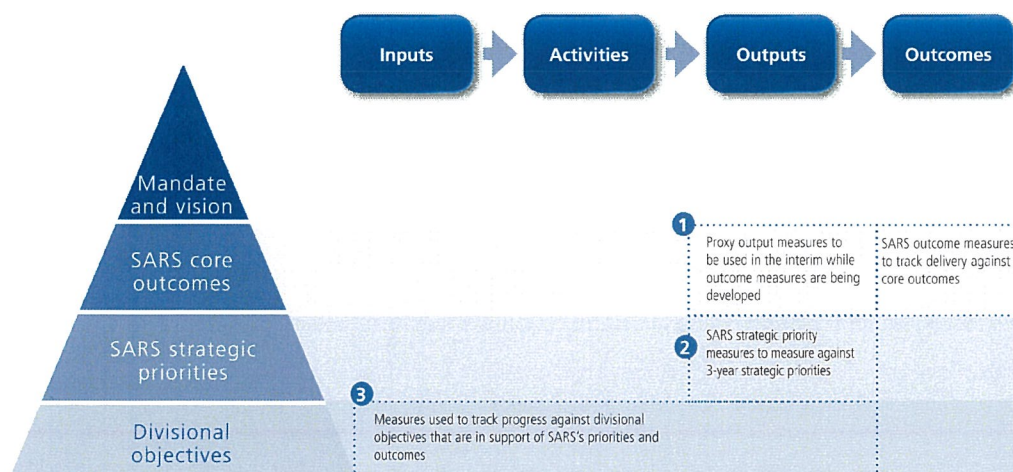 Inputs
Activities
Outputs
Outcomes
Mandate
and vision
SARS core
outcomes
SARS strategic
priorities
Divisional
objectives
1
Proxy output measures to
be used in the interim while
outcome measures are being
developed
SARS outcome measures
to track delivery against
core outcomes
2
SARS strategic priority
measures to measure against
3-year strategic priorities
3
Measures used to track progress against divisional
objectives that are in support of SARS's priorities and
outcomes